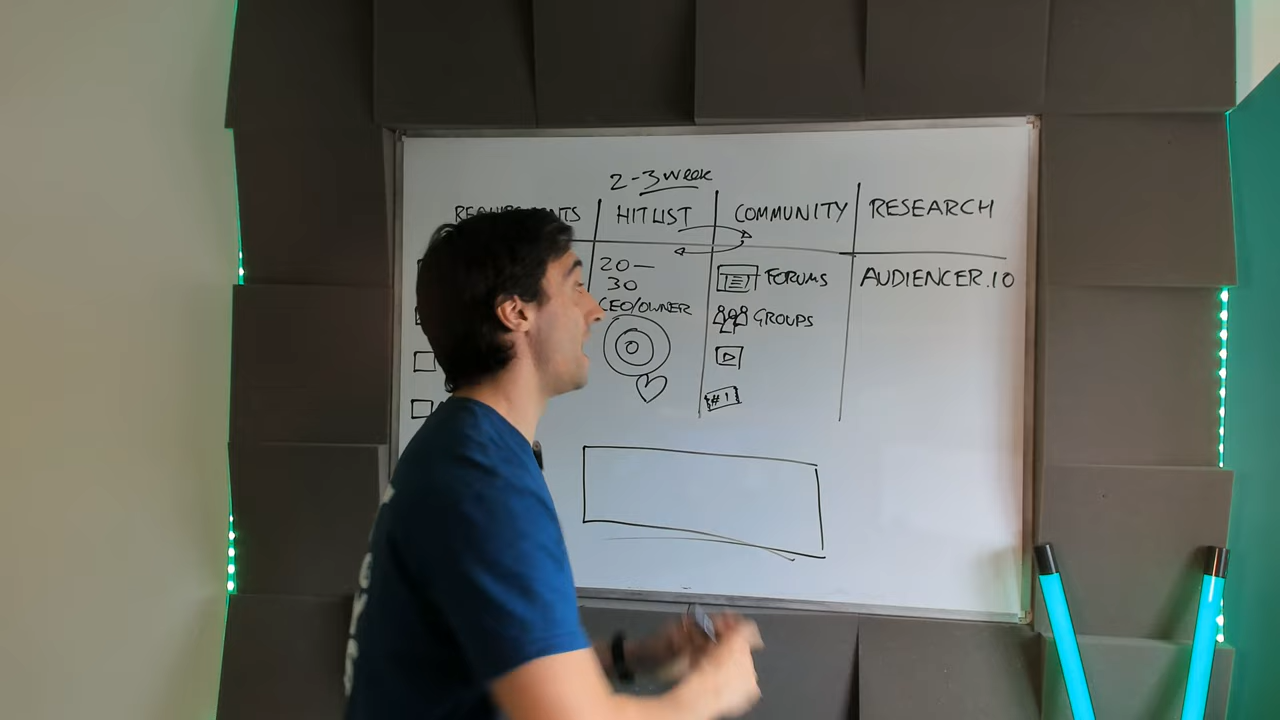 2-3 week
HITLIST
COMMUNITY
RESEARCH
20—
30
CEO/OWNER
FORUMS
GROUPS
#1
AUDIENCER.IO